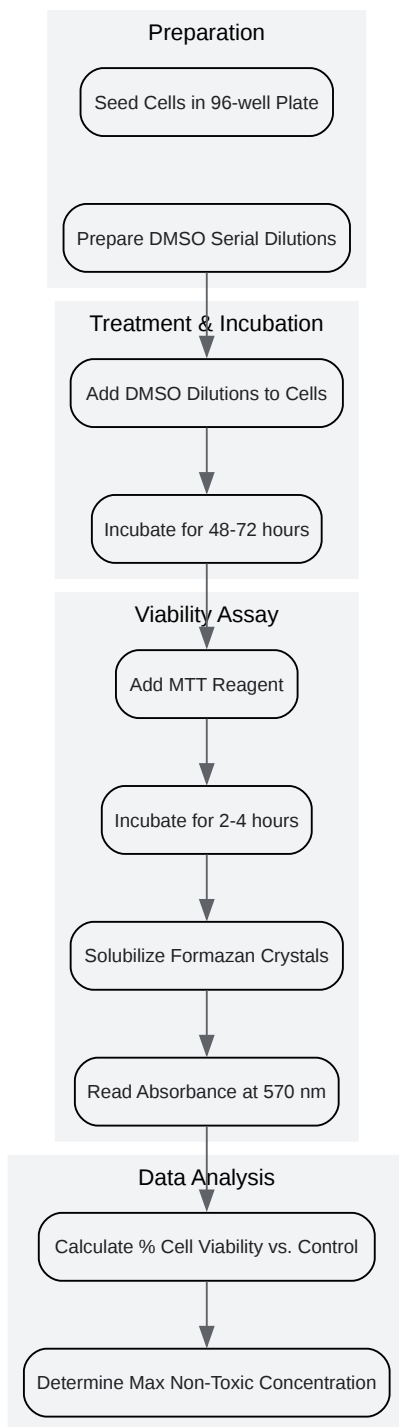 Preparation
Seed Cells in 96-well Plate
Prepare DMSO Serial Dilutions
Treatment & Incubation
Add DMSO Dilutions to Cells
Incubate for 48-72 hours
Viability Assay
Add MTT Reagent
Incubate for 2-4 hours
Solubilize Formazan Crystals
Read Absorbance at 570 nm
Data Analysis
Calculate % Cell Viability vs. Control
Determine Max Non-Toxic Concentration